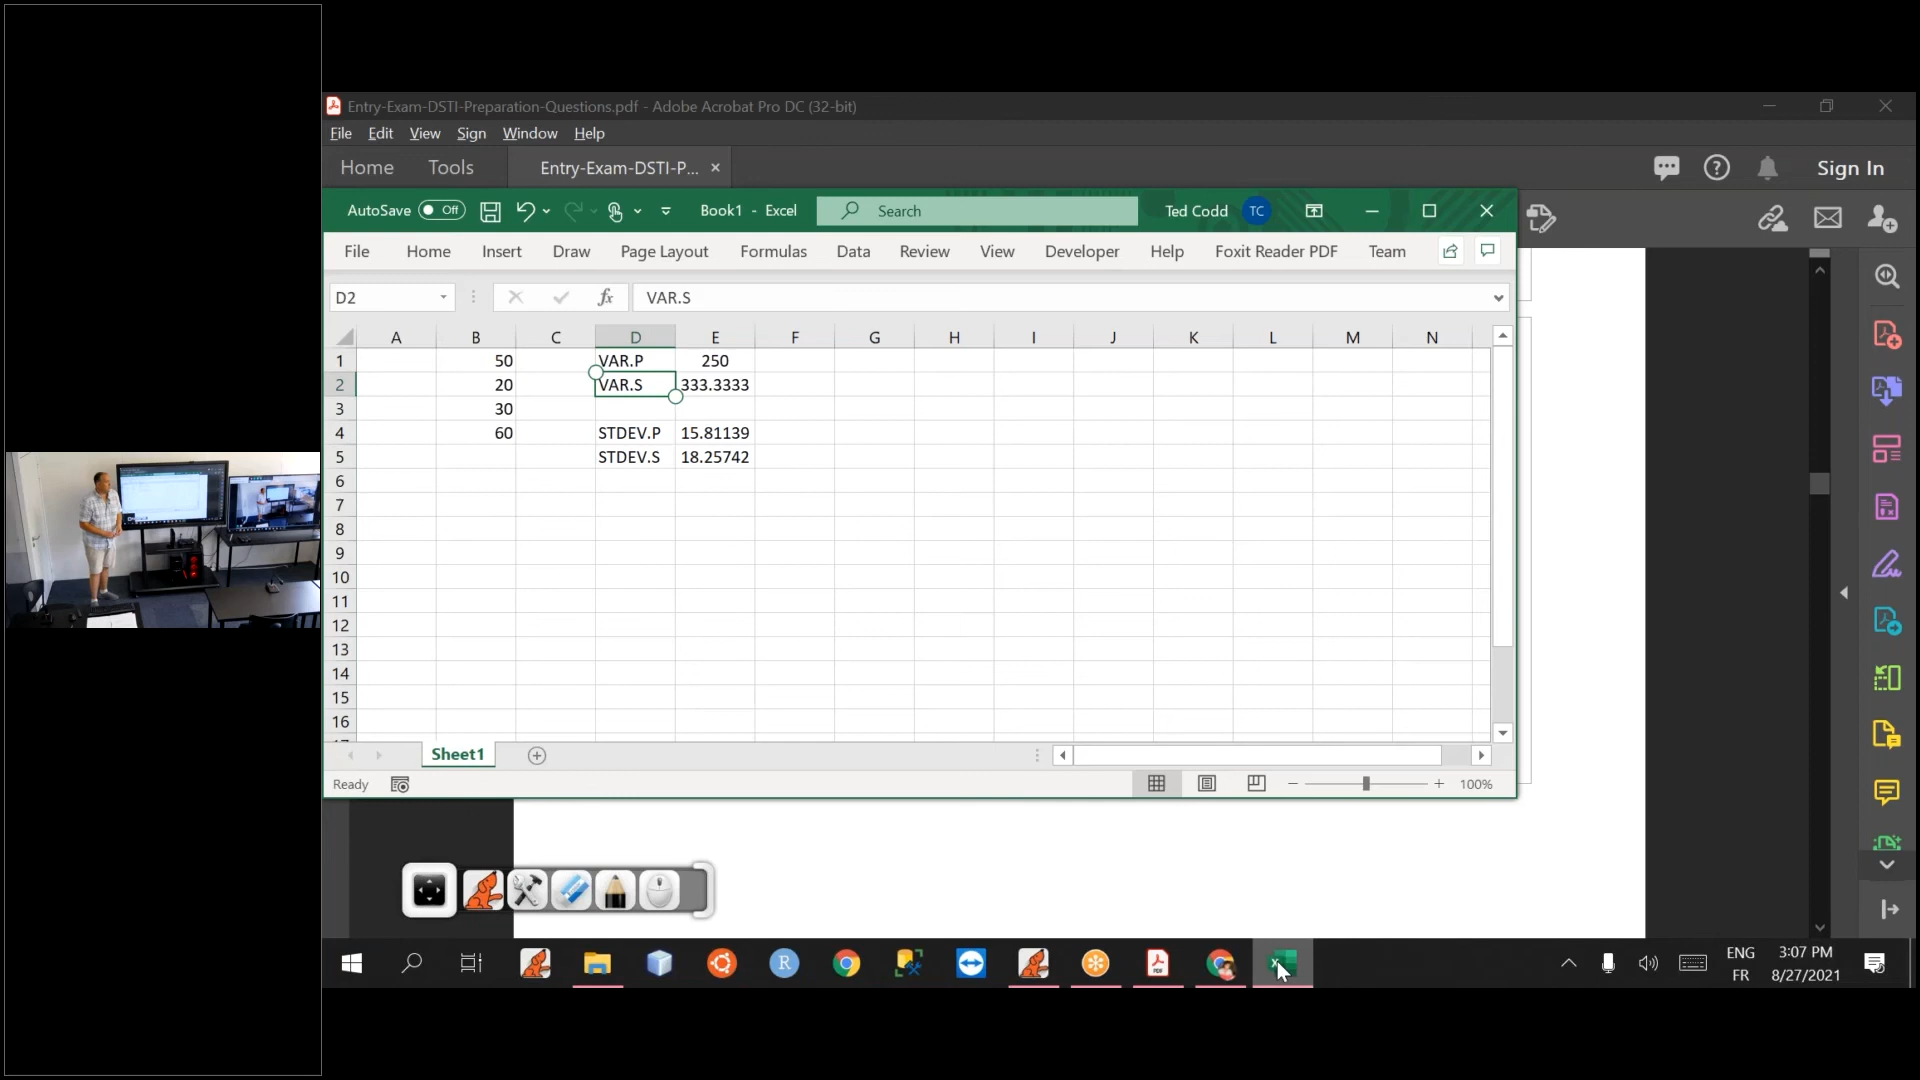 Entry-Exam-DSTI-Preparation-Questions.pdf - Adobe Acrobat Pro DC (32-bit)
File Edit View Sign Window Help
Home Tools Entry-Exam-DSTI-P... × Sign In
AutoSave Off Book1 - Excel Search Ted Codd TC
File Home Insert Draw Page Layout Formulas Data Review View Developer Help Foxit Reader PDF Team
D2 fx VAR.S
A B C D E F G H I J K L M N
1 50 VAR.P 250
2 20 VAR.S 333.3333
3 30
4 60 STDEV.P 15.81139
5 STDEV.S 18.25742
6
7
8
9
10
11
12
13
14
15
16
Sheet1
Ready 100%
ENG 3:07 PM
FR 8/27/2021